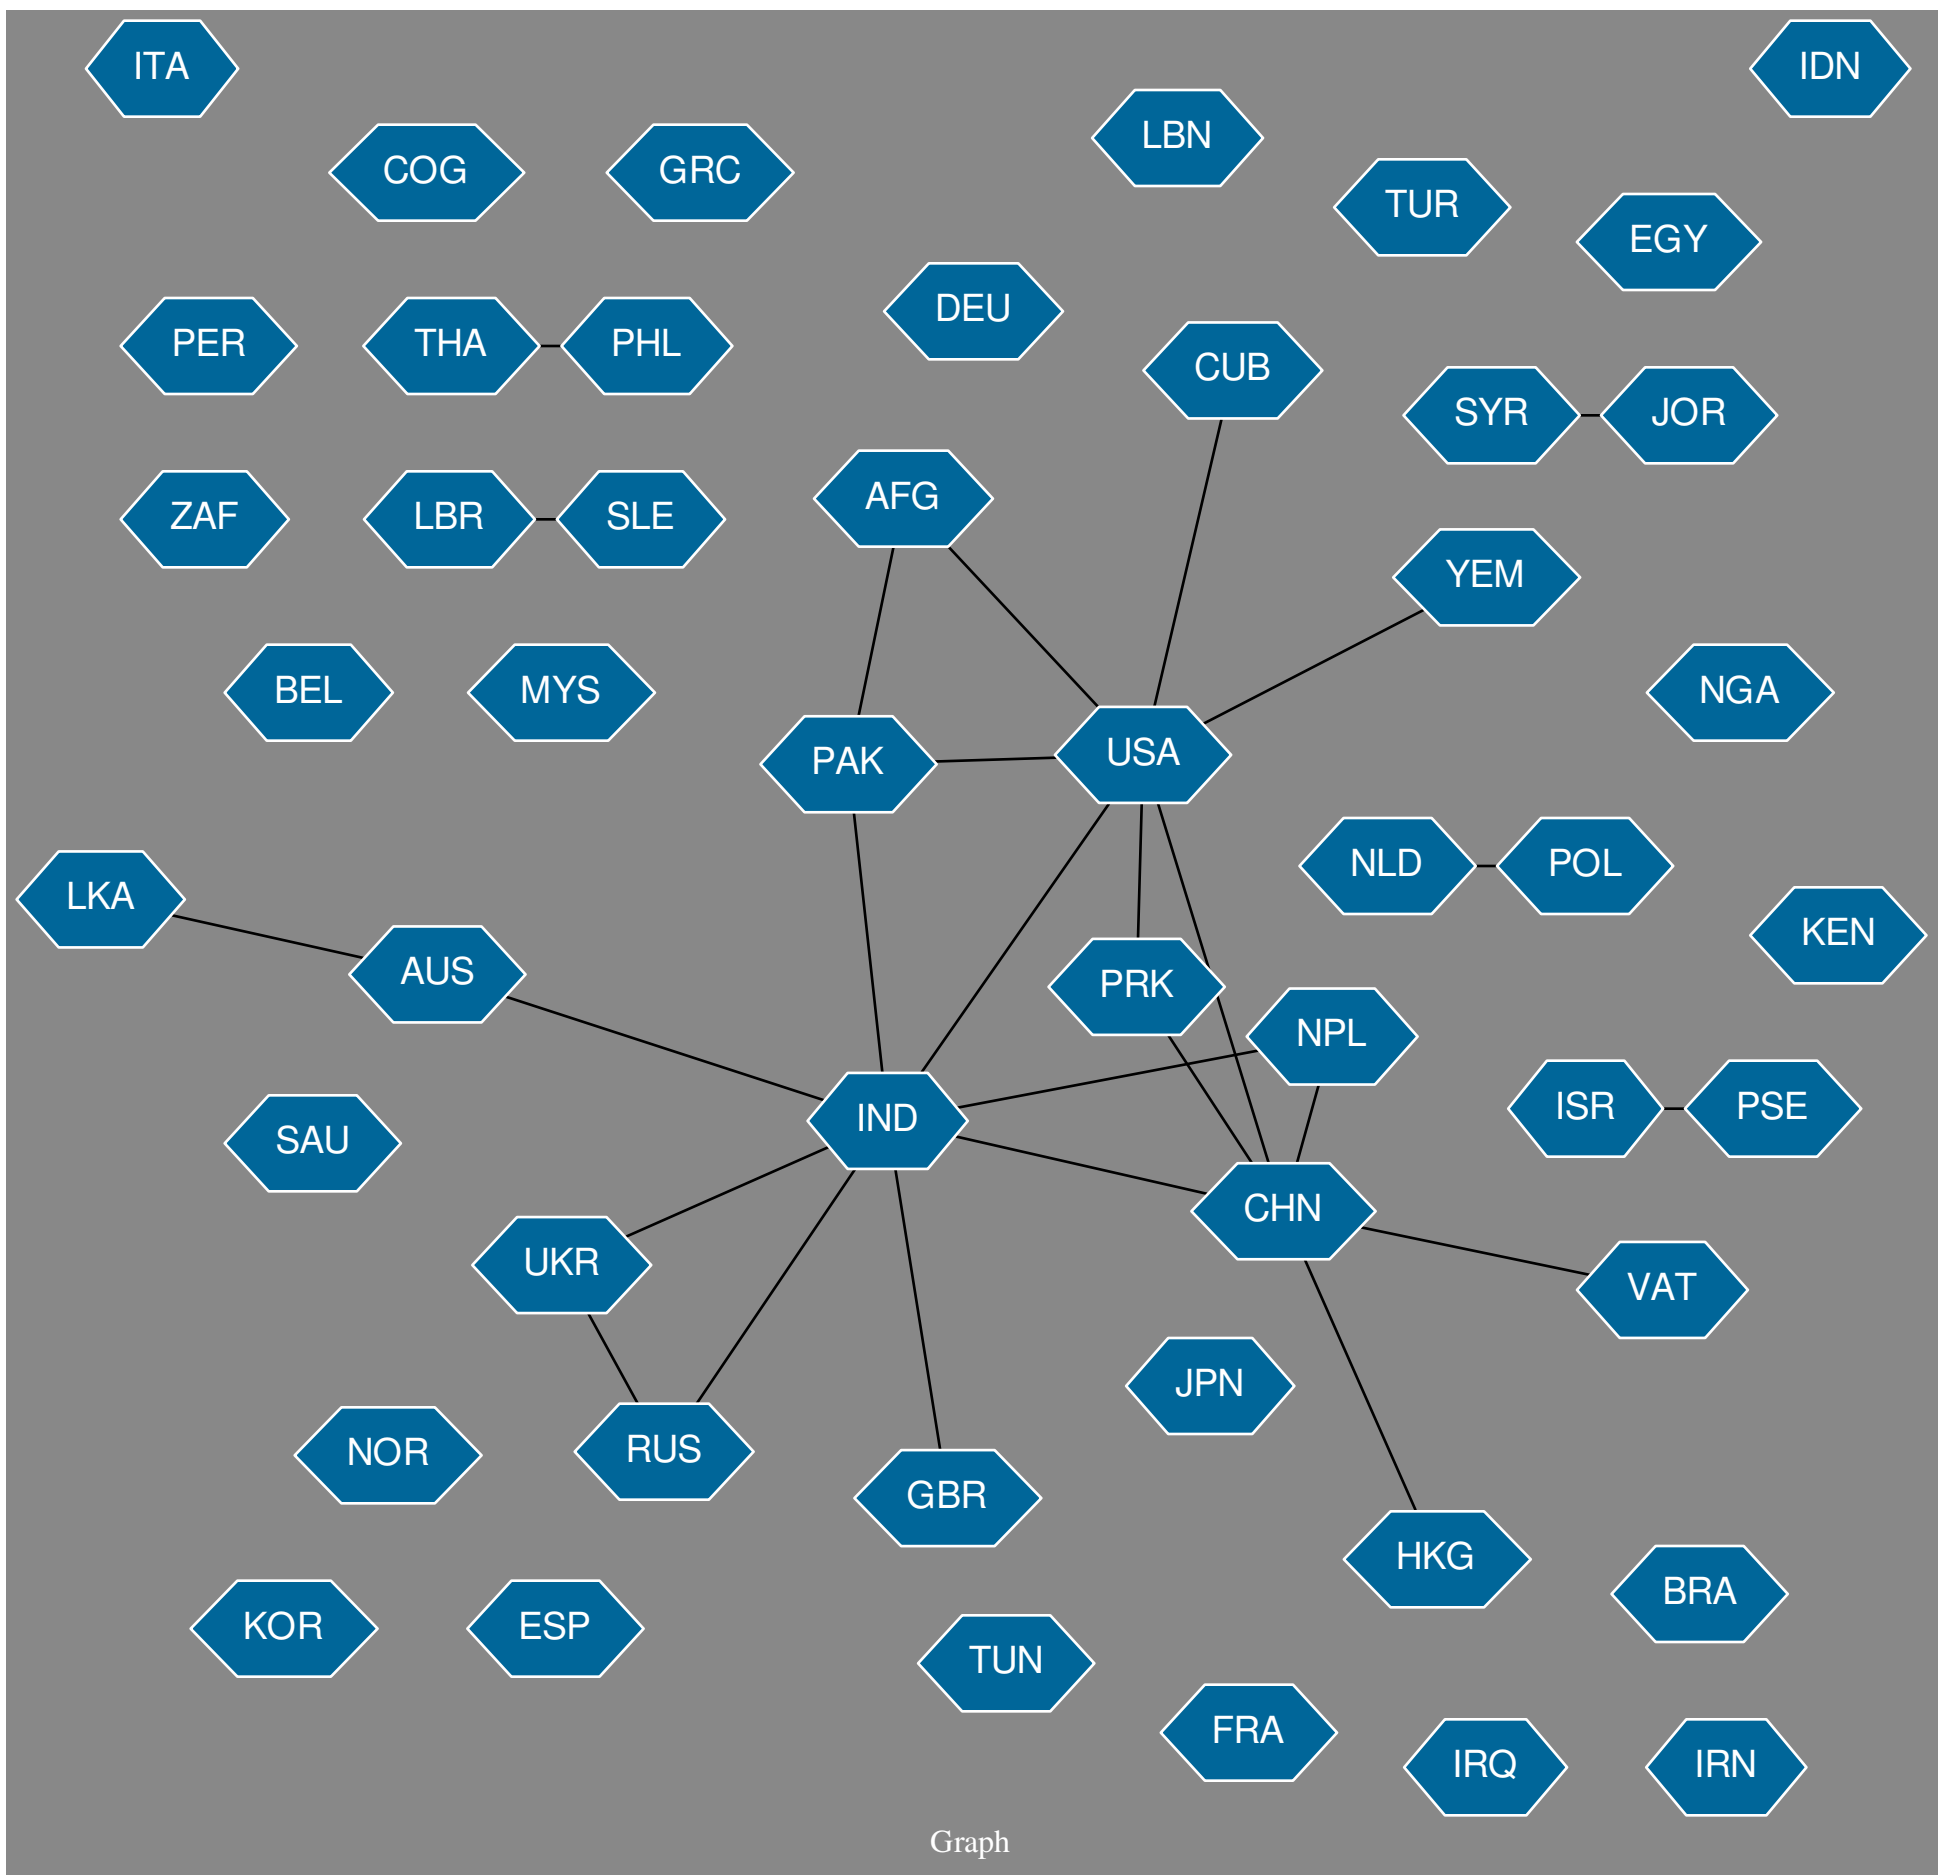 ITA
IDN
LBN
COG
GRC
TUR
EGY
DEU
PER
THA
PHL
CUB
SYR
JOR
AFG
ZAF
LBR
SLE
YEM
BEL
MYS
NGA
PAK
USA
NLD
POL
LKA
KEN
AUS
PRK
NPL
ISR
PSE
IND
SAU
CHN
UKR
VAT
JPN
NOR
RUS
GBR
HKG
BRA
KOR
ESP
TUN
FRA
IRQ
IRN
Graph